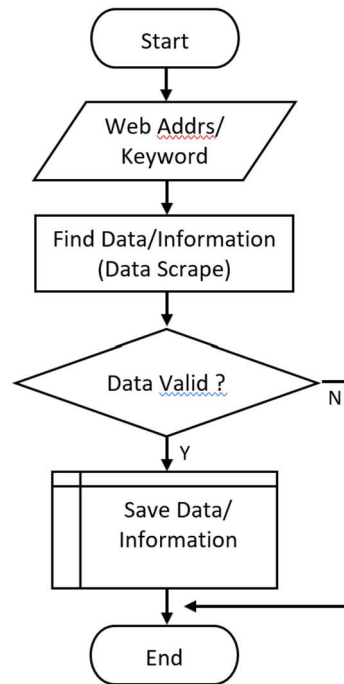 Start
Web Addrs/
Keyword
Find Data/Information
(Data Scrape)
Data Valid ?
N
Y
Save Data/
Information
End